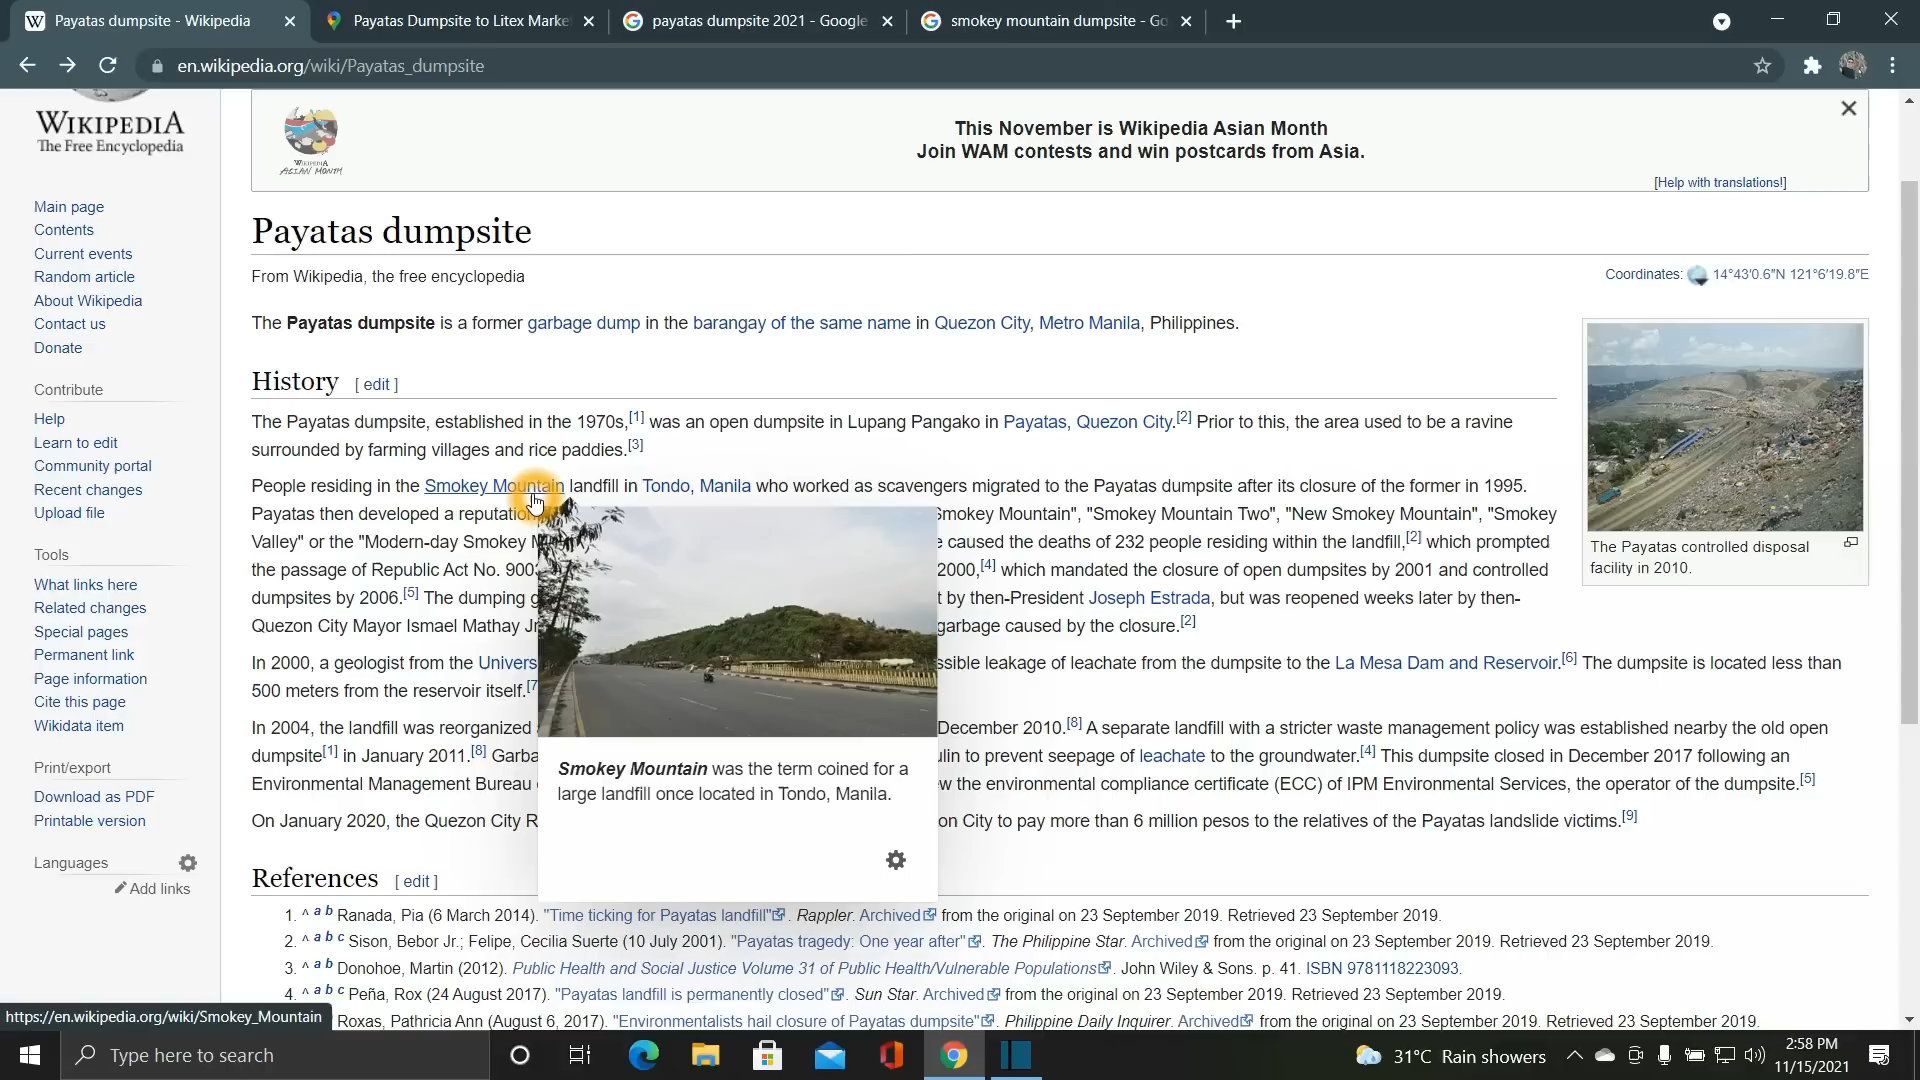 Payatas dumpsite - Wikipedia
Payatas Dumpsite to Litex Marke
payatas dumpsite 2021 - Google
smokey mountain dumpsite - Go
en.wikipedia.org/wiki/Payatas_dumpsite
WIKIPEDIA
The Free Encyclopedia
Main page
Contents
Current events
Random article
About Wikipedia
Contact us
Donate
Contribute
Help
Learn to edit
Community portal
Recent changes
Upload file
Tools
What links here
Related changes
Special pages
Permanent link
Page information
Cite this page
Wikidata item
Print/export
Download as PDF
Printable version
Languages
Add links
WIKIPEDIA
ASIAN MONTH
This November is Wikipedia Asian Month
Join WAM contests and win postcards from Asia.
[Help with translations!]
Payatas dumpsite
From Wikipedia, the free encyclopedia
Coordinates: 14°43′0.6″N 121°6′19.8″E
The Payatas dumpsite is a former garbage dump in the barangay of the same name in Quezon City, Metro Manila, Philippines.
History [ edit ]
The Payatas dumpsite, established in the 1970s,[1] was an open dumpsite in Lupang Pangako in Payatas, Quezon City.[2] Prior to this, the area used to be a ravine
surrounded by farming villages and rice paddies.[3]
People residing in the Smokey Mountain landfill in Tondo, Manila who worked as scavengers migrated to the Payatas dumpsite after its closure of the former in 1995.
Payatas then developed a reputation mokey Mountain", "Smokey Mountain Two", "New Smokey Mountain", "Smokey
Valley" or the "Modern-day Smokey M caused the deaths of 232 people residing within the landfill,[2] which prompted
the passage of Republic Act No. 9003 2000,[4] which mandated the closure of open dumpsites by 2001 and controlled
dumpsites by 2006.[5] The dumping g t by then-President Joseph Estrada, but was reopened weeks later by then-
Quezon City Mayor Ismael Mathay Jr garbage caused by the closure.[2]
In 2000, a geologist from the Univers ssible leakage of leachate from the dumpsite to the La Mesa Dam and Reservoir.[6] The dumpsite is located less than
500 meters from the reservoir itself.[7
In 2004, the landfill was reorganized December 2010.[8] A separate landfill with a stricter waste management policy was established nearby the old open
dumpsite[1] in January 2011.[8] Garba lin to prevent seepage of leachate to the groundwater.[4] This dumpsite closed in December 2017 following an
Environmental Management Bureau w the environmental compliance certificate (ECC) of IPM Environmental Services, the operator of the dumpsite.[5]
On January 2020, the Quezon City R on City to pay more than 6 million pesos to the relatives of the Payatas landslide victims.[9]
The Payatas controlled disposal
facility in 2010.
Smokey Mountain was the term coined for a
large landfill once located in Tondo, Manila.
References [ edit ]
1. ^ a b Ranada, Pia (6 March 2014). "Time ticking for Payatas landfill". Rappler. Archived from the original on 23 September 2019. Retrieved 23 September 2019.
2. ^ a b c Sison, Bebor Jr.; Felipe, Cecilia Suerte (10 July 2001). "Payatas tragedy: One year after". The Philippine Star. Archived from the original on 23 September 2019. Retrieved 23 September 2019.
3. ^ a b Donohoe, Martin (2012). Public Health and Social Justice Volume 31 of Public Health/Vulnerable Populations. John Wiley & Sons. p. 41. ISBN 9781118223093.
4. ^ a b c Peña, Rox (24 August 2017). "Payatas landfill is permanently closed". Sun Star. Archived from the original on 23 September 2019. Retrieved 23 September 2019.
Roxas, Pathricia Ann (August 6, 2017). "Environmentalists hail closure of Payatas dumpsite". Philippine Daily Inquirer. Archived from the original on 23 September 2019. Retrieved 23 September 2019.
https://en.wikipedia.org/wiki/Smokey_Mountain
Type here to search
31°C Rain showers
2:58 PM
11/15/2021